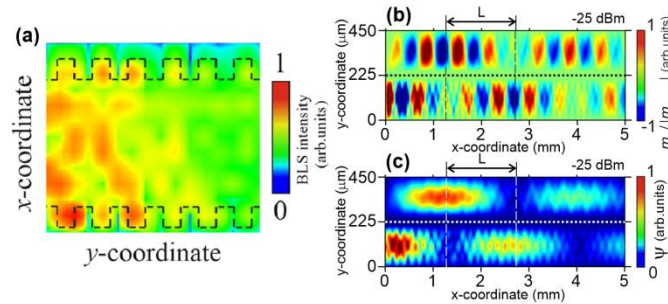 (a)
x-coordinate
y-coordinate
1
0
BLS intensity
(arb.units)
(b)
L
-25 dBm
y-coordinate (μm)
450
225
0
0 1 2 3 4 5
x-coordinate (mm)
1
-1
(arb.units)
(c)
L
-25 dBm
y-coordinate (μm)
450
225
0
0 1 2 3 4 5
x-coordinate (mm)
1
0
Ψ (arb.units)